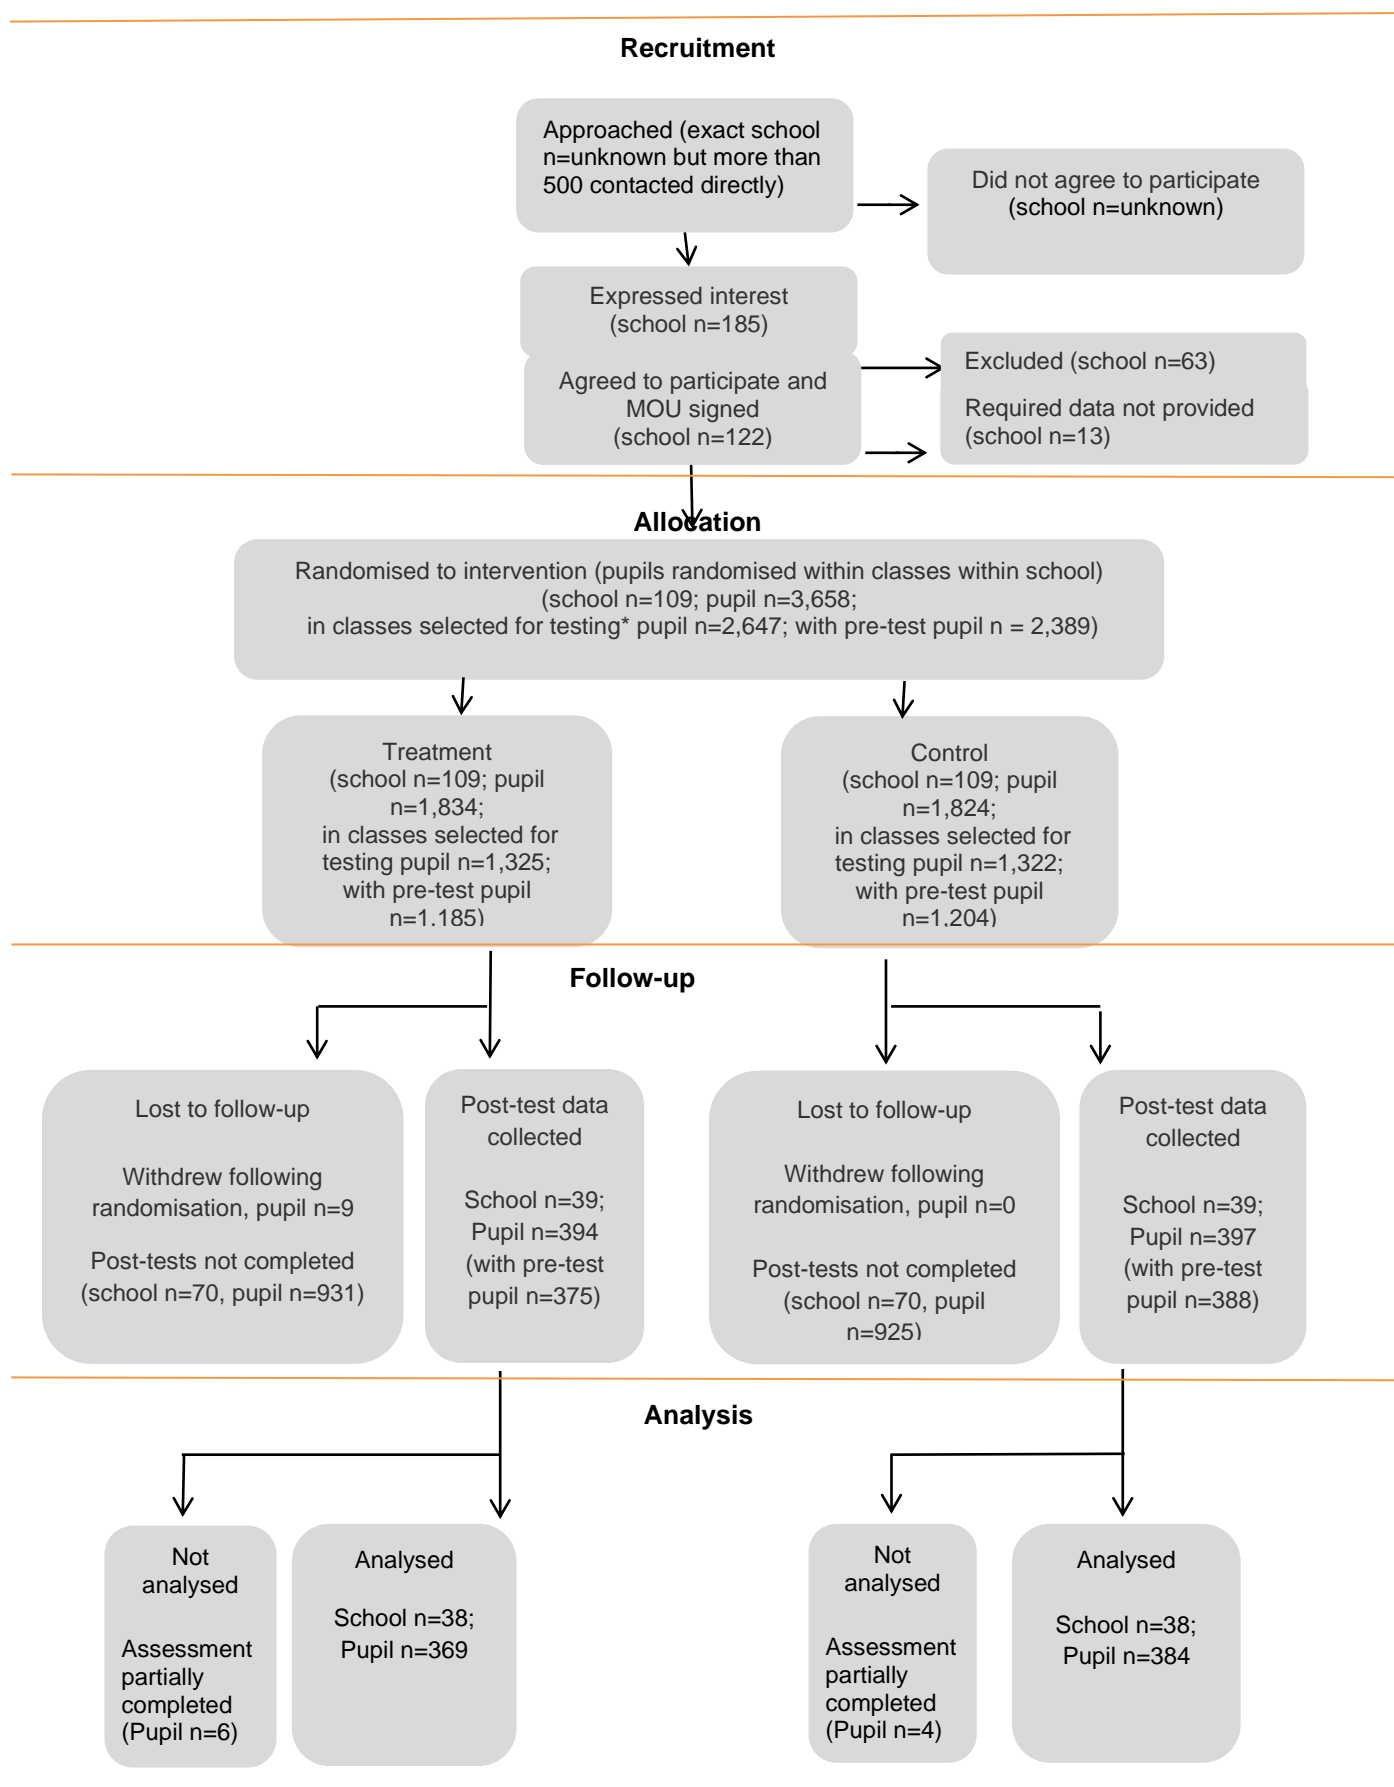 Recruitment
Approached (exact school
n=unknown but more than
500 contacted directly)
Did not agree to participate
(school n=unknown)
Expressed interest
(school n=185)
Excluded (school n=63)
Agreed to participate and
MOU signed
(school n=122)
Required data not provided
(school n=13)
Allocation
Randomised to intervention (pupils randomised within classes within school)
(school n=109; pupil n=3,658;
in classes selected for testing* pupil n=2,647; with pre-test pupil n = 2,389)
Treatment
(school n=109; pupil
n=1,834;
in classes selected for
testing pupil n=1,325;
with pre-test pupil
n=1,185)
Control
(school n=109; pupil
n=1,824;
in classes selected for
testing pupil n=1,322;
with pre-test pupil
n=1,204)
Follow-up
Lost to follow-up
Withdrew following
randomisation, pupil n=9
Post-tests not completed
(school n=70, pupil n=931)
Post-test data
collected
School n=39;
Pupil n=394
(with pre-test
pupil n=375)
Lost to follow-up
Withdrew following
randomisation, pupil n=0
Post-tests not completed
(school n=70, pupil
n=925)
Post-test data
collected
School n=39;
Pupil n=397
(with pre-test
pupil n=388)
Analysis
Not
analysed
Assessment
partially
completed
(Pupil n=6)
Analysed
School n=38;
Pupil n=369
Not
analysed
Assessment
partially
completed
(Pupil n=4)
Analysed
School n=38;
Pupil n=384